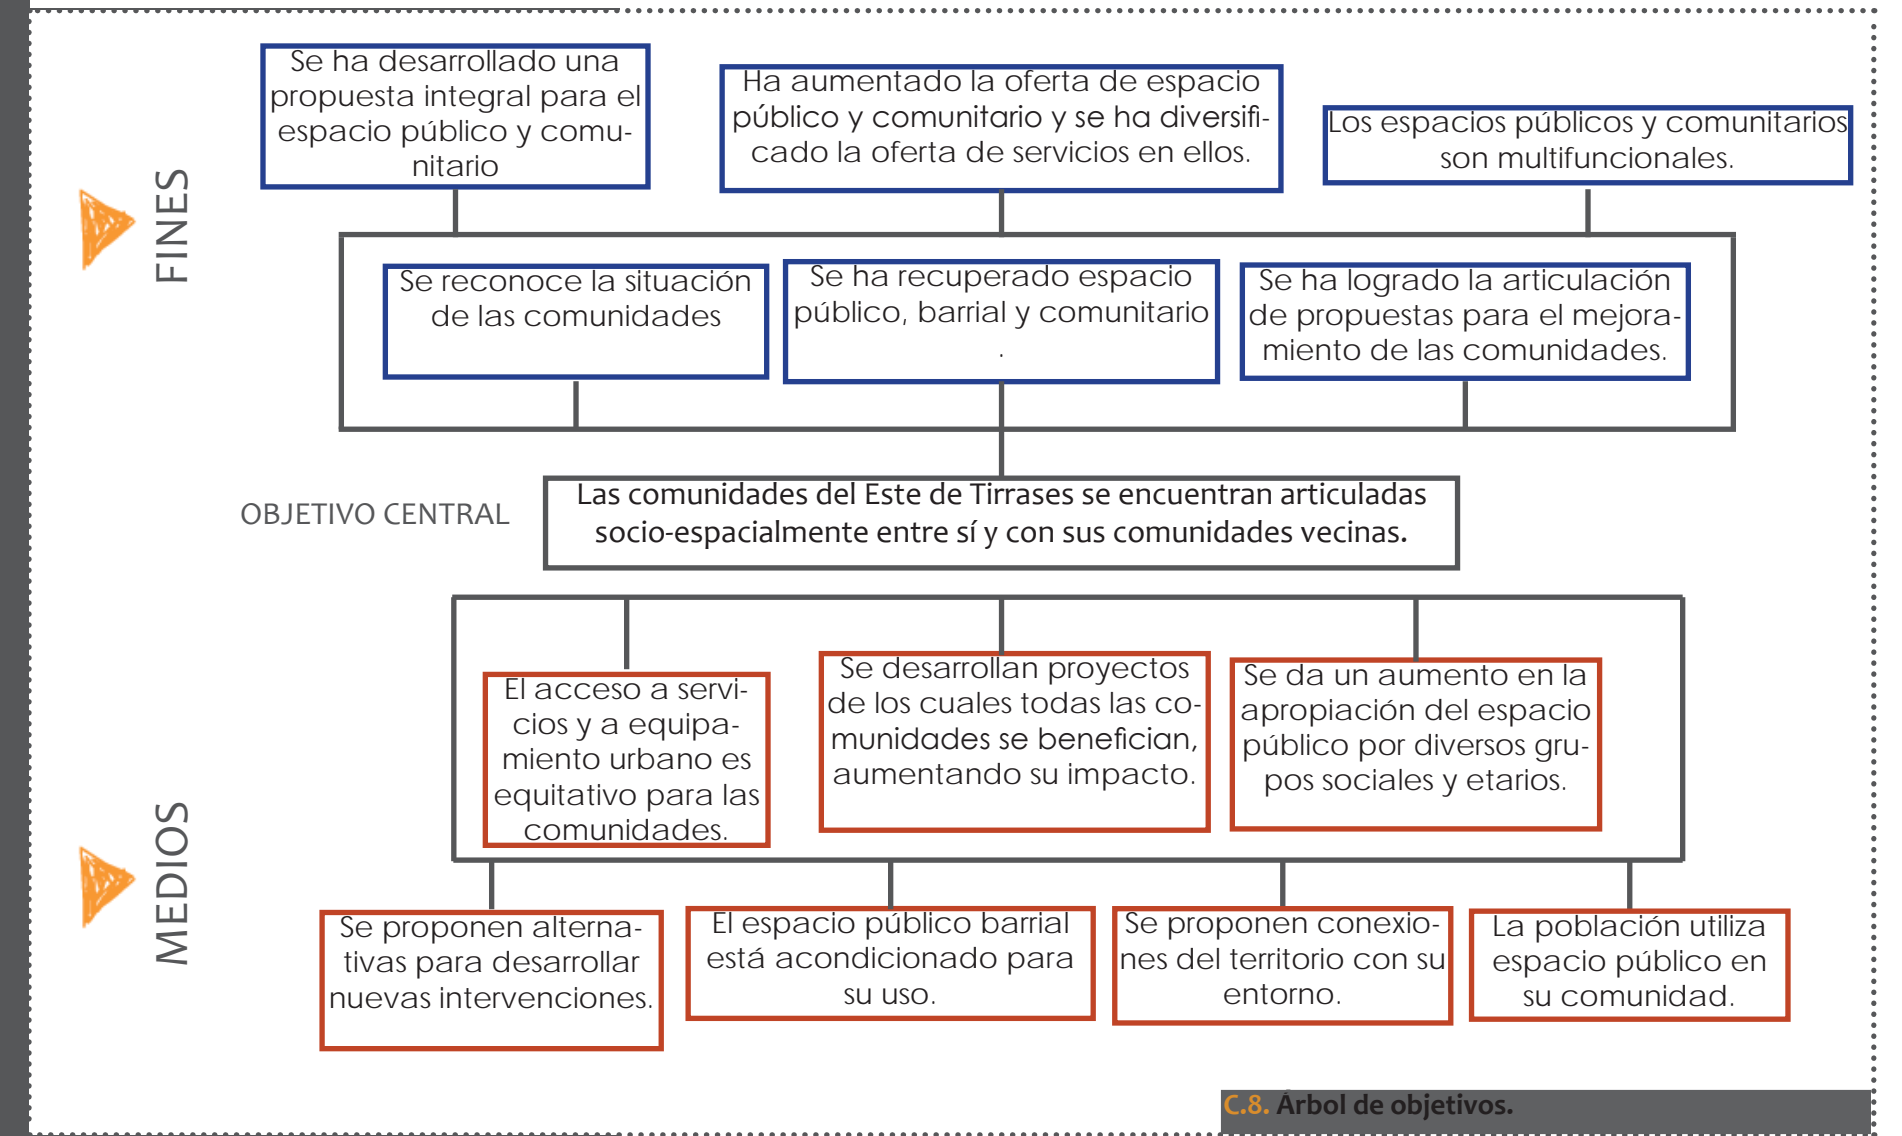 FINES
Se ha desarrollado una
propuesta integral para el
espacio público y comu-
nitario
Ha aumentado la oferta de espacio
público y comunitario y se ha diversifi-
cado la oferta de servicios en ellos.
Los espacios públicos y comunitarios
son multifuncionales.
Se reconoce la situación
de las comunidades
Se ha recuperado espacio
público, barrial y comunitario
.
Se ha logrado la articulación
de propuestas para el mejora-
miento de las comunidades.
OBJETIVO CENTRAL
Las comunidades del Este de Tirrases se encuentran articuladas
socio-espacialmente entre sí y con sus comunidades vecinas.
MEDIOS
El acceso a servi-
cios y a equipa-
miento urbano es
equitativo para las
comunidades.
Se desarrollan proyectos
de los cuales todas las co-
munidades se benefician,
aumentando su impacto.
Se da un aumento en la
apropiación del espacio
público por diversos gru-
pos sociales y etarios.
Se proponen alterna-
tivas para desarrollar
nuevas intervenciones.
El espacio público barrial
está acondicionado para
su uso.
Se proponen conexio-
nes del territorio con su
entorno.
La población utiliza
espacio público en
su comunidad.
C.8. Árbol de objetivos.